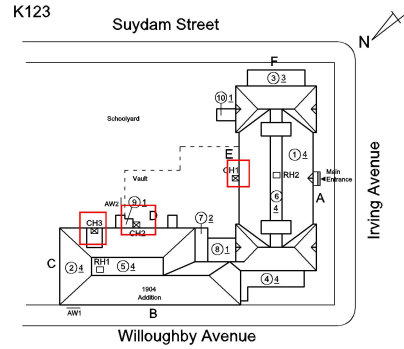 K123
Suydam Street
N
F
3 3
10 1
Schoolyard
1 4
E
CH1
RH2
Main
Entrance
A
Irving Avenue
Vault
6
4
AW2
9 1
D
CH3
CH2
7 2
C
2 4
RH1
5 4
8 1
4 4
1904
Addition
AW1
B
Willoughby Avenue